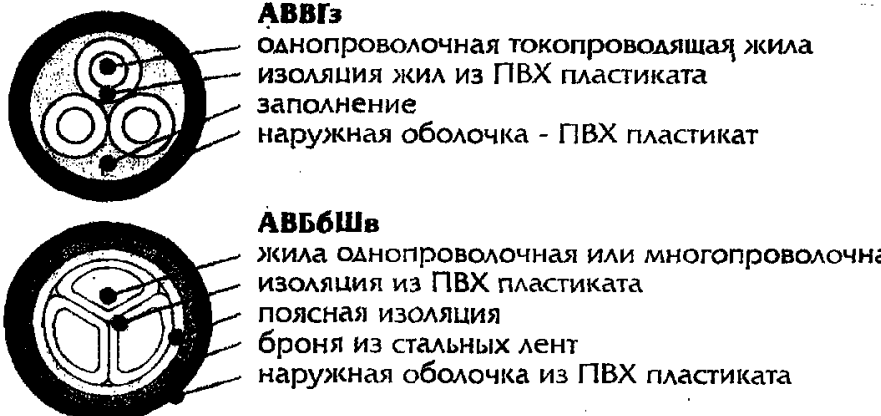 АВВГз
однопроволочная токопроводящая жила
изоляция жил из ПВХ пластиката
заполнение
наружная оболочка - ПВХ пластикат
АВБбШв
жила однопроволочная или многопроволочна
изоляция из ПВХ пластиката
поясная изоляция
броня из стальных лент
наружная оболочка из ПВХ пластиката